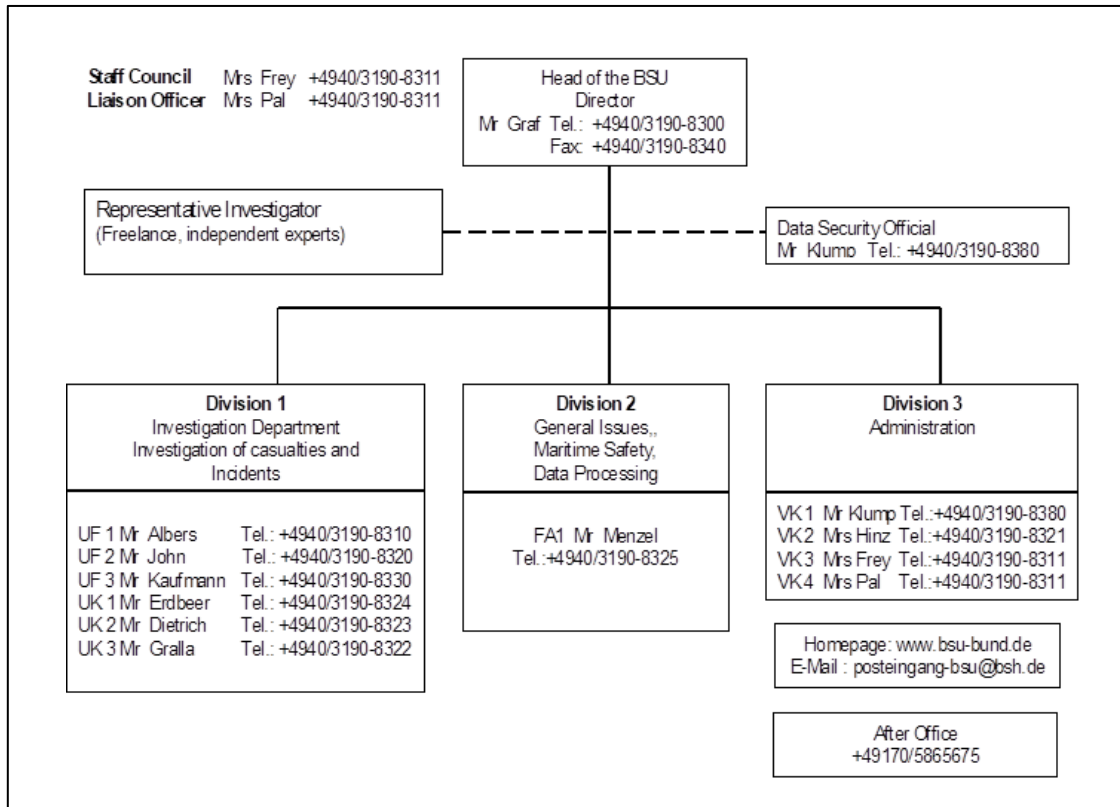 Staff Council Mrs Frey +4940/3190-8311
Liaison Officer Mrs Pal +4940/3190-8311
Head of the BSU
Director
Mr Graf Tel.: +4940/3190-8300
Fax: +4940/3190-8340
Representative Investigator
(Freelance, independent experts)
Data Security Official
Mr Klump Tel.: +4940/3190-8380
Division 1
Investigation Department
Investigation of casualties and
Incidents
UF 1 Mr Albers Tel.: +4940/3190-8310
UF 2 Mr John Tel.: +4940/3190-8320
UF 3 Mr Kaufmann Tel.: +4940/3190-8330
UK 1 Mr Erdbeer Tel.: +4940/3190-8324
UK 2 Mr Dietrich Tel.: +4940/3190-8323
UK 3 Mr Gralla Tel.: +4940/3190-8322
Division 2
General Issues,,
Maritime Safety,
Data Processing
FA1 Mr Menzel
Tel.:+4940/3190-8325
Division 3
Administration
VK 1 Mr Klump Tel.:+4940/3190-8380
VK 2 Mrs Hinz Tel.:+4940/3190-8321
VK 3 Mrs Frey Tel.:+4940/3190-8311
VK 4 Mrs Pal Tel.:+4940/3190-8311
Homepage: www.bsu-bund.de
E-Mail : posteingang-bsu@bsh.de
After Office
+49170/5865675